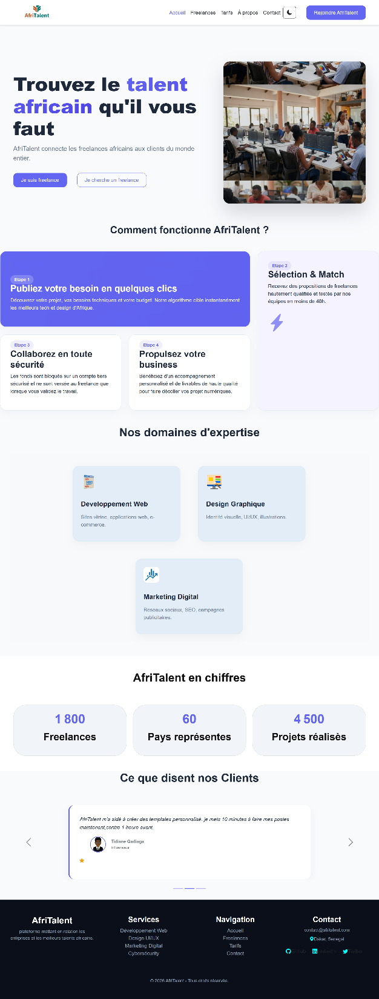 AfriTalent
Accueil Freelances Tarifs À propos Contact
Rejoindre AfriTalent
Trouvez le talent
africain qu'il vous
faut
AfriTalent connecte les freelances africains aux clients du monde
entier.
Je suis freelance
Je cherche un freelance
Comment fonctionne AfriTalent ?
Etape 1
Publiez votre besoin en quelques clics
Découvrez votre projet, vos besoins techniques et votre budget. Notre algorithme cible instantanément
les meilleurs tech et design d'Afrique.
Etape 2
Sélection & Match
Recevez des propositions de freelances
hautement qualifiés et testés par nos
équipes en moins de 48h.
Etape 3
Collaborez en toute
sécurité
Les fonds sont bloqués sur un compte tiers
sécurisé et ne sont versée au freelance que
lorsque vous validez le travail.
Etape 4
Propulsez votre
business
Bénéficiez d'un accompagnement
personnalisé et de livrables de haute qualité
pour faire décoller vos projet numériques.
Nos domaines d'expertise
Developpement Web
Sites vitrine, applications web, e-
commerce.
Design Graphique
Identité visuelle, UI/UX, illustrations.
Marketing Digital
Reseaux sociaux, SEO, campagnes
publicitaires.
AfriTalent en chiffres
1 800
Freelances
60
Pays représentes
4 500
Projets réalisès
Ce que disent nos Clients
AfriTalent m'a aidé à créer des templates personnalisé. je mets 10 minutes à faire mes postes
maintenant,contre 1 heure avant.
Tidiane Gadiaga
Influenceur
AfriTalent
plateforme mettant en relation les
entrprises et les meilleurs talents africains.
Services
Développement Web
Design UI/UX
Marketing Digital
Cybersécurity
Navigation
Accueil
Freelances
Tarifs
Contact
Contact
contact@afritalent.com
Dakar, Senegal
Github LinkedIn Twitter
© 2026 AfriTalent - Tous droits réservés.